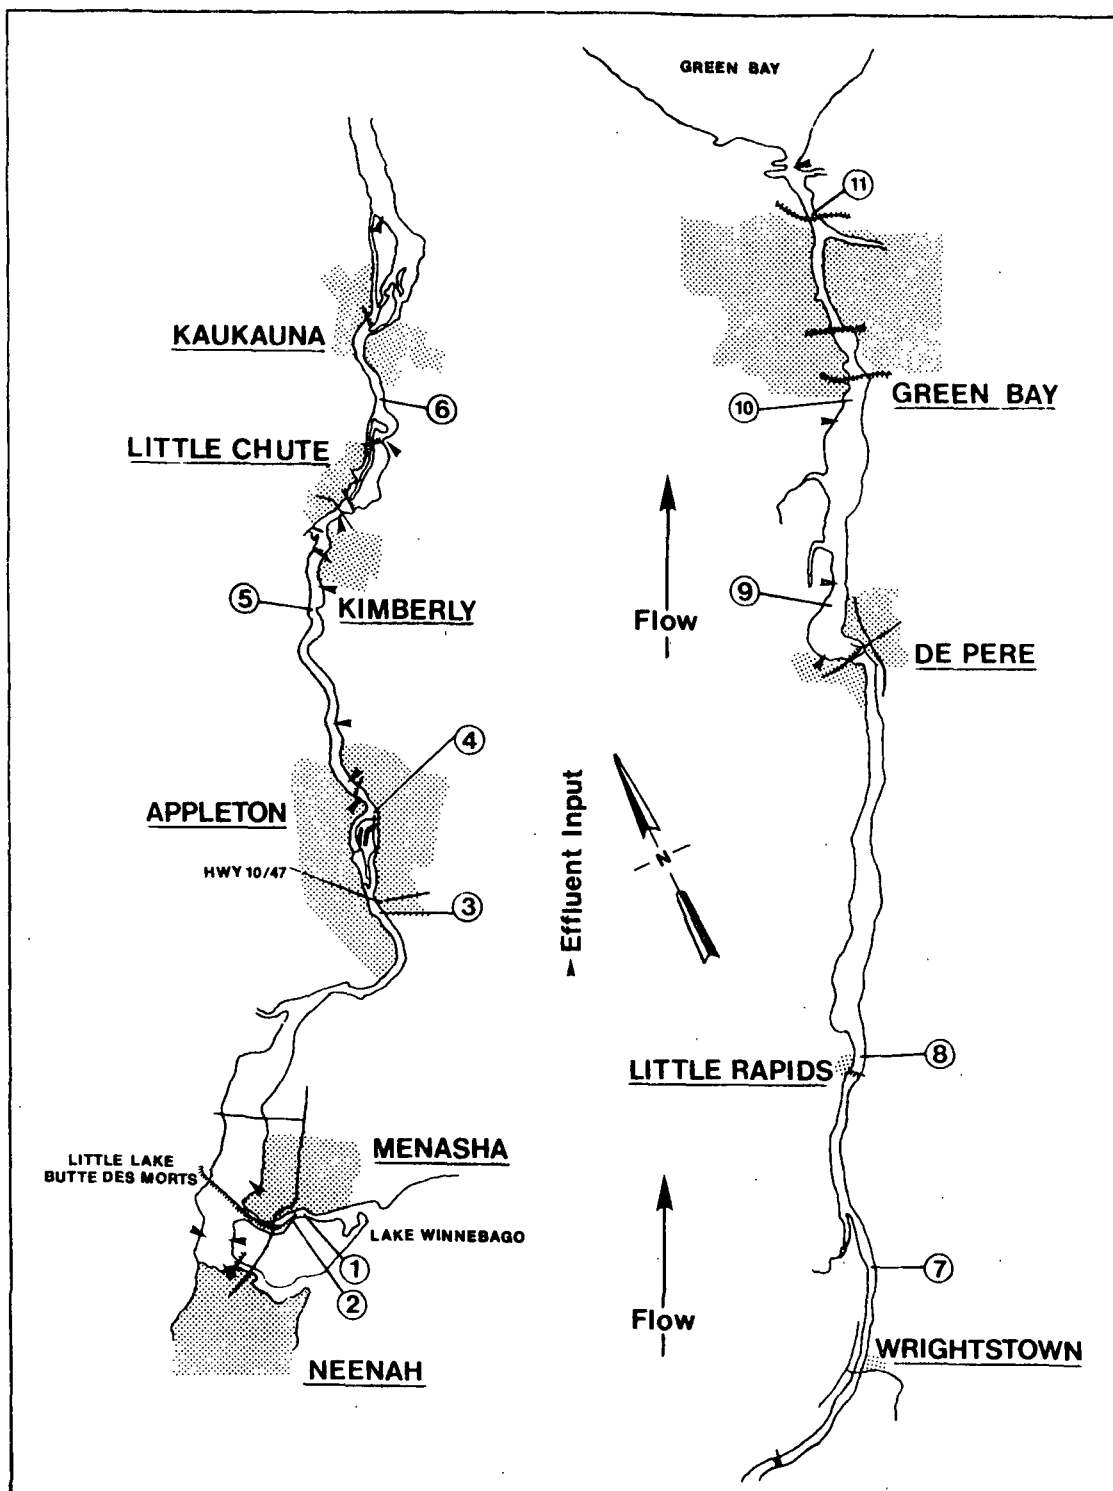 GREEN BAY
11
KAUKAUNA
6
GREEN BAY
10
LITTLE CHUTE
5
KIMBERLY
9
Flow
DE PERE
4
APPLETON
Effluent Input
N
HWY 10/47
3
8
LITTLE RAPIDS
MENASHA
LITTLE LAKE
BUTTE DES MORTS
LAKE WINNEBAGO
1
7
2
Flow
WRIGHTSTOWN
NEENAH